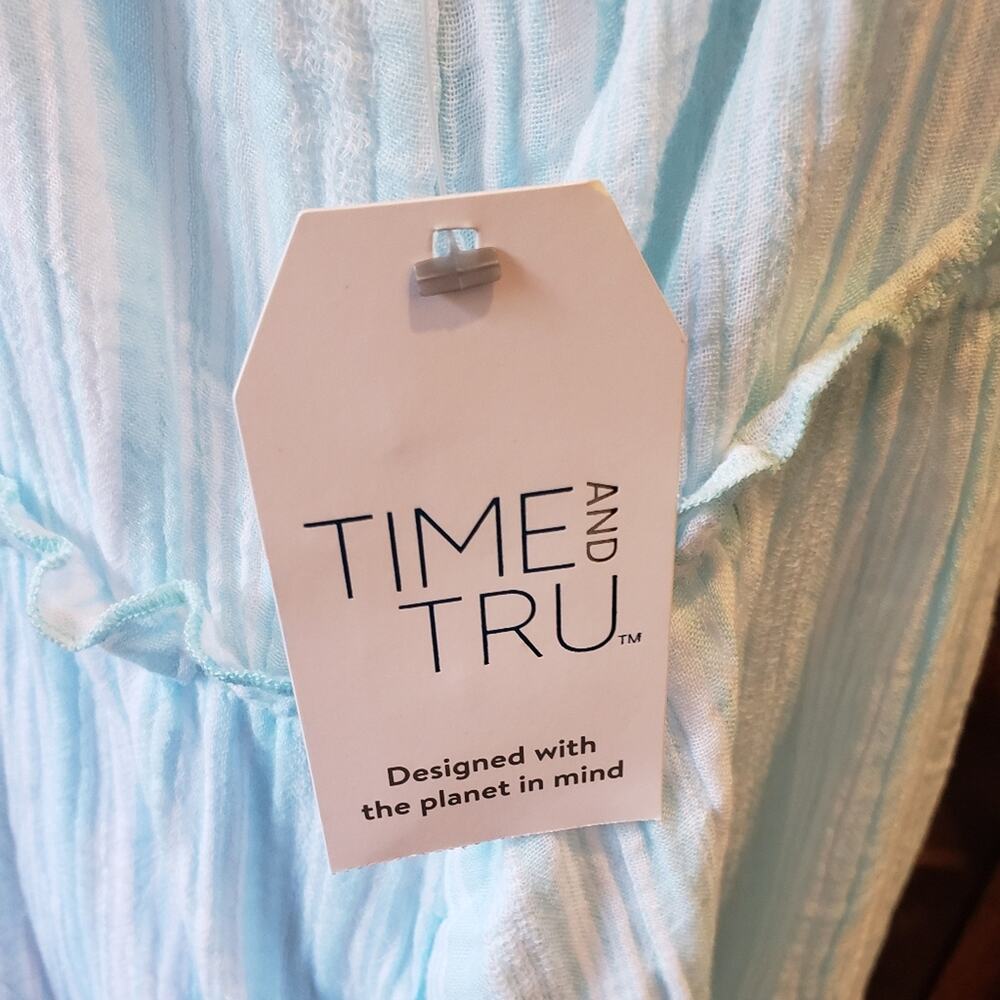 TIME AND
TRU™
Designed with
the planet in mind